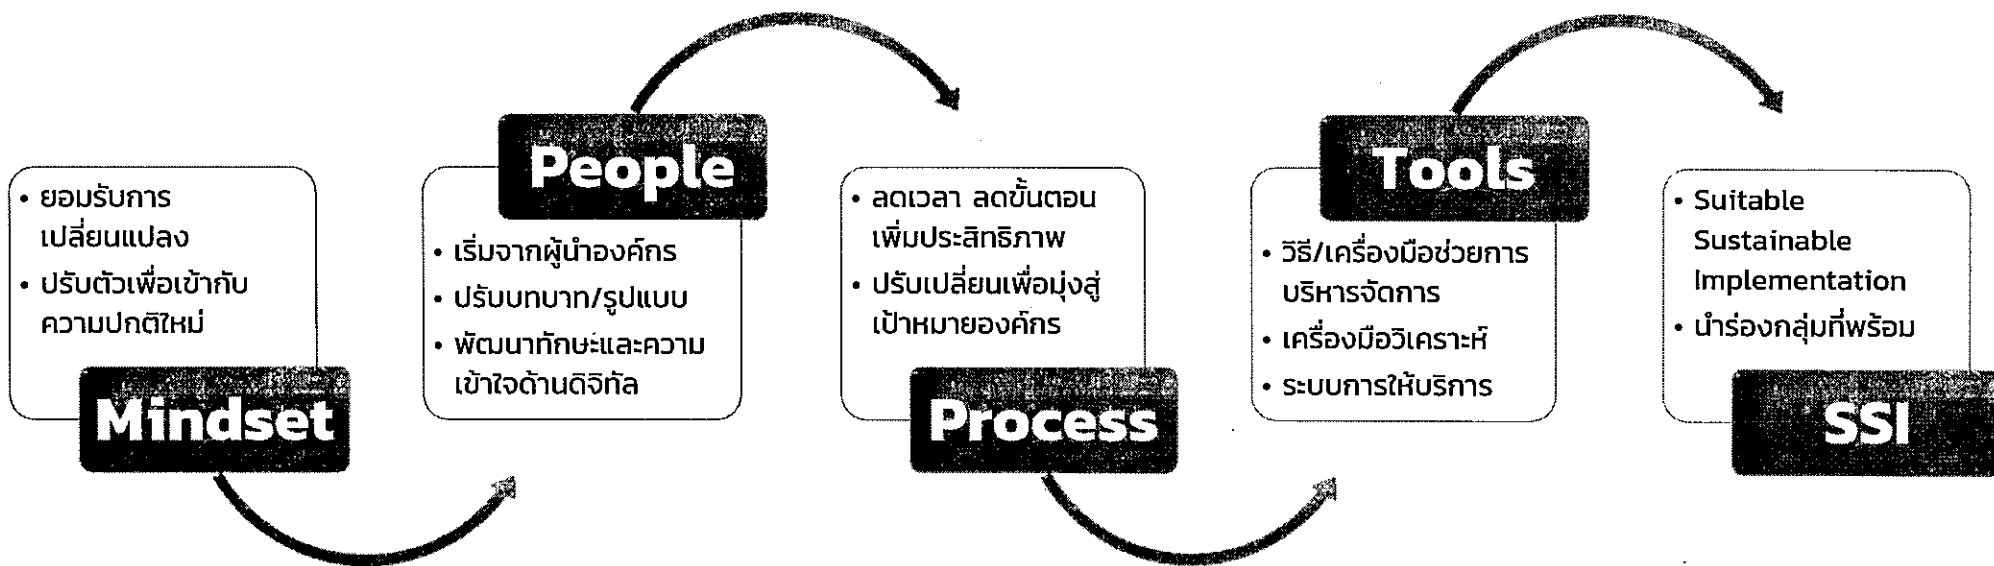 • ยอมรับการ
เปลี่ยนแปลง
• ปรับตัวเพื่อเข้ากับ
ความปกติใหม่
Mindset
People
• เริ่มจากผู้นำองค์กร
• ปรับบทบาท/รูปแบบ
• พัฒนาทักษะและความ
เข้าใจด้านดิจิทัล
• ลดเวลา ลดขั้นตอน
เพิ่มประสิทธิภาพ
• ปรับเปลี่ยนเพื่อมุ่งสู่
เป้าหมายองค์กร
Process
Tools
• วิธี/เครื่องมือช่วยการ
บริหารจัดการ
• เครื่องมือวิเคราะห์
• ระบบการให้บริการ
• Suitable
Sustainable
Implementation
• นำร่องกลุ่มที่พร้อม
SSI